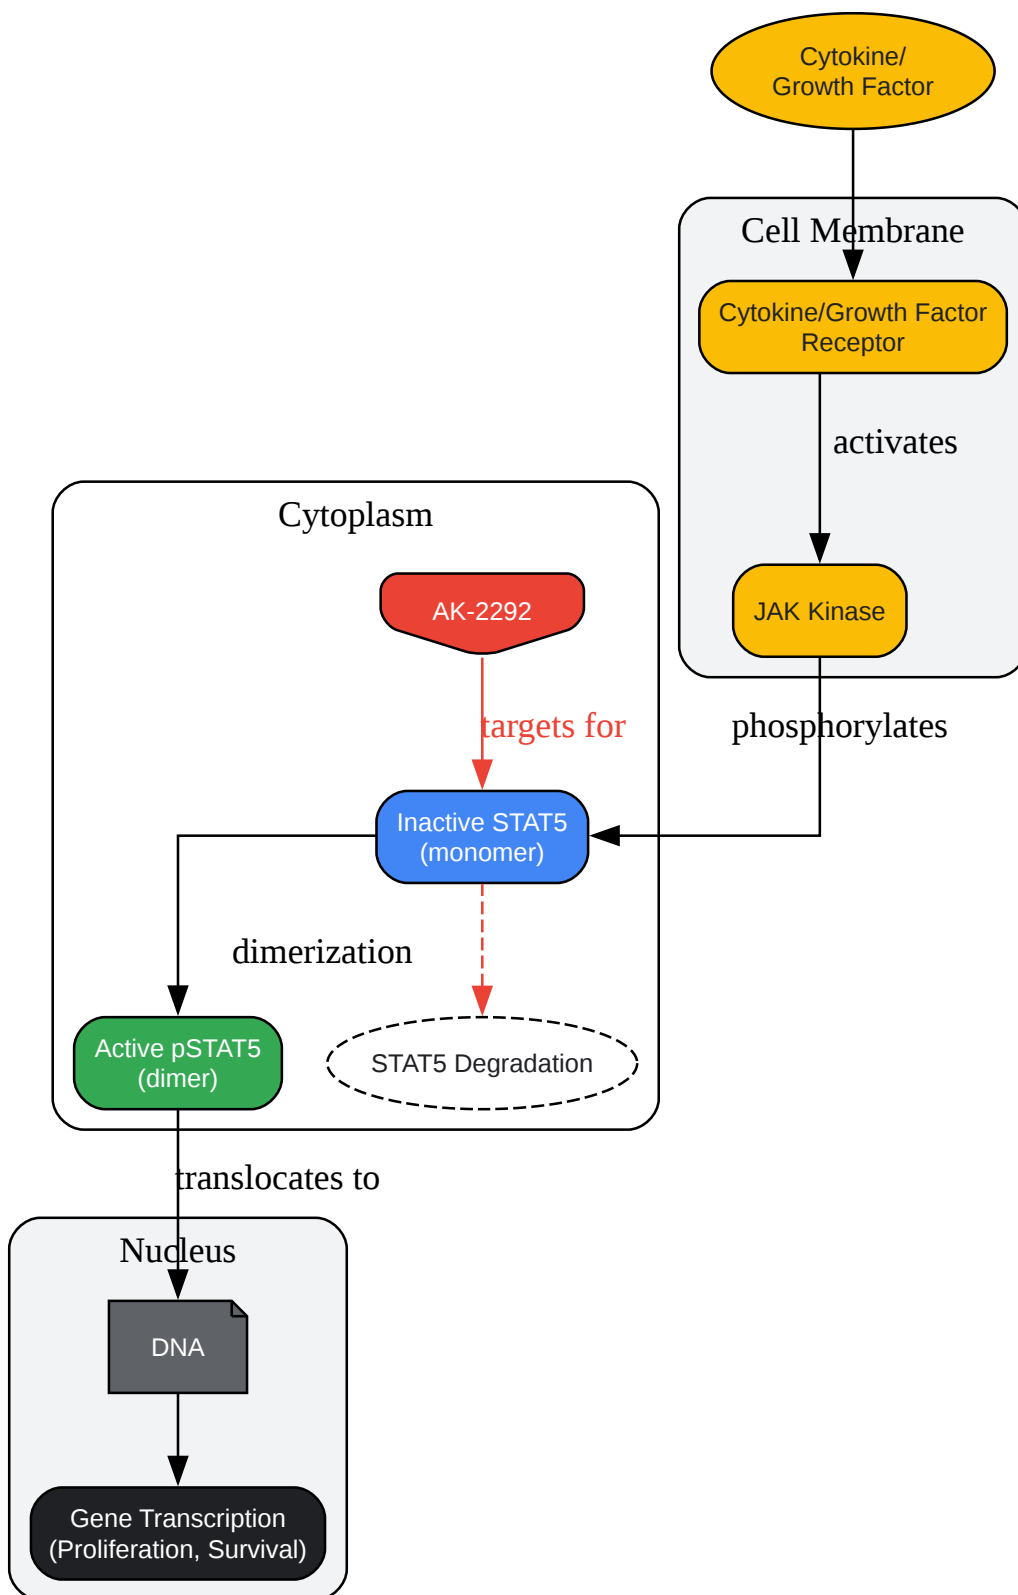 Cytokine/
Growth Factor
Cell Membrane
Cytokine/Growth Factor
Receptor
activates
Cytoplasm
AK-2292
JAK Kinase
targets for
phosphorylates
Inactive STAT5
(monomer)
dimerization
Active pSTAT5
(dimer)
STAT5 Degradation
translocates to
Nucleus
DNA
Gene Transcription
(Proliferation, Survival)